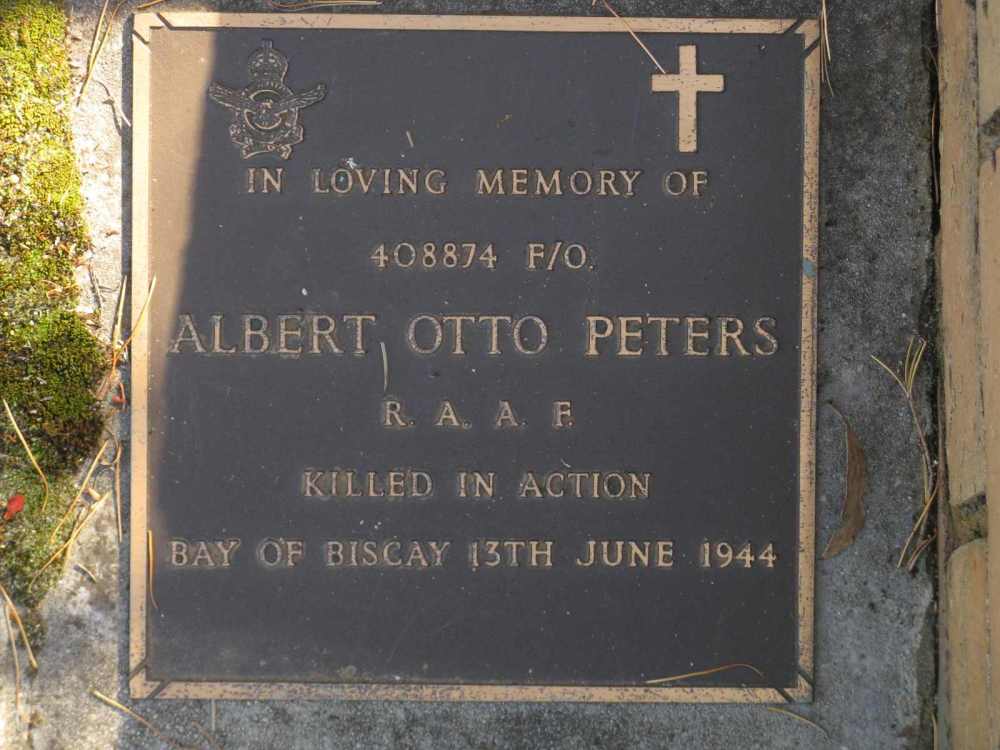 IN LOVING MEMORY OF
408874 F/O.
ALBERT OTTO PETERS
R. A. A. F.
KILLED IN ACTION
BAY OF BISCAY 13TH JUNE 1944